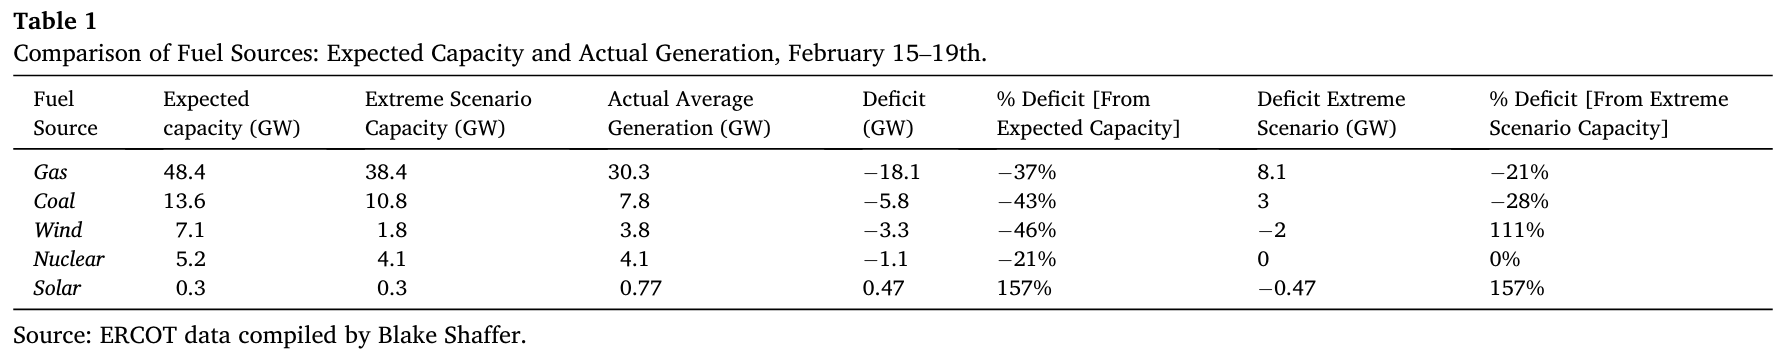 Table 1
Comparison of Fuel Sources: Expected Capacity and Actual Generation, February 15–19th.
Fuel Expected Extreme Scenario Actual Average Deficit % Deficit [From Deficit Extreme % Deficit [From Extreme
Source capacity (GW) Capacity (GW) Generation (GW) (GW) Expected Capacity] Scenario (GW) Scenario Capacity]
Gas 48.4 38.4 30.3 −18.1 −37% 8.1 −21%
Coal 13.6 10.8 7.8 −5.8 −43% 3 −28%
Wind 7.1 1.8 3.8 −3.3 −46% −2 111%
Nuclear 5.2 4.1 4.1 −1.1 −21% 0 0%
Solar 0.3 0.3 0.77 0.47 157% −0.47 157%
Source: ERCOT data compiled by Blake Shaffer.